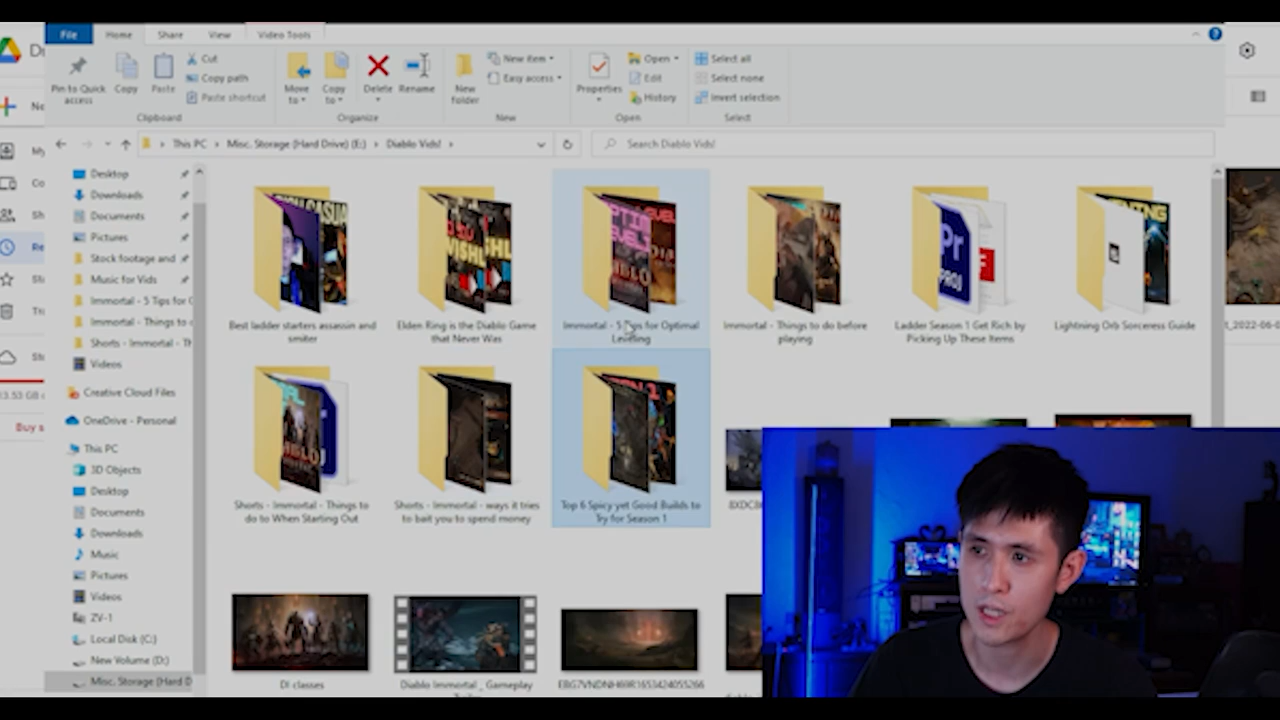 File Home Share View Video Tools
Pin to Quick access
Copy
Paste
Cut
Copy path
Paste shortcut
Clipboard
Move to
Copy to
Delete
Rename
Organize
New folder
New item
Easy access
New
Properties
Open
Edit
History
Open
Select all
Select none
Invert selection
Select
This PC > Misc. Storage (Hard Drive) (E:) > Diablo Vids! >
Search Diablo Vids!
Desktop
Downloads
Documents
Pictures
Stock footage and
Music for Vids
Immortal - 5 Tips for
Immortal - Things to
Shorts - Immortal - Th
Videos
Creative Cloud Files
OneDrive - Personal
This PC
3D Objects
Desktop
Documents
Downloads
Music
Pictures
Videos
ZV-1
Local Disk (C:)
New Volume (D:)
Misc. Storage (Hard D
Best ladder starters assassin and
smiter
Elden Ring is the Diablo Game
that Never Was
Immortal - 5 Tips for Optimal
Leveling
Immortal - Things to do before
playing
Ladder Season 1 Get Rich by
Picking Up These Items
Lightning Orb Sorceress Guide
Shorts - Immortal - Things to
do to When Starting Out
Shorts - Immortal - ways it tries
to bait you to spend money
Top 6 Spicy yet Good Builds to
Try for Season 1
DI classes
Diablo Immortal _ Gameplay
Buy s